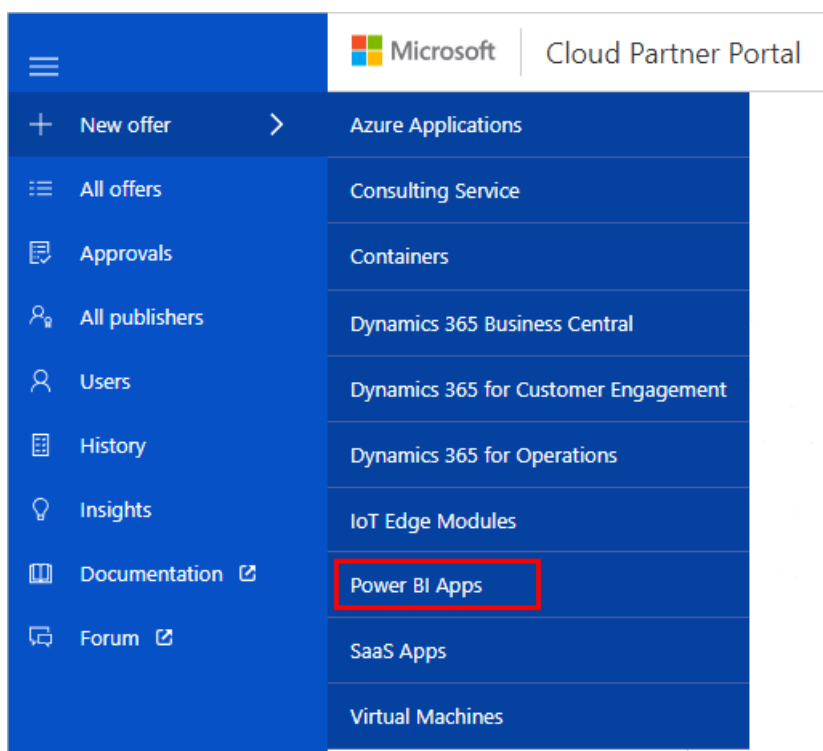 Microsoft
Cloud Partner Portal
New offer
All offers
Approvals
All publishers
Users
History
Insights
Documentation
Forum
Azure Applications
Consulting Service
Containers
Dynamics 365 Business Central
Dynamics 365 for Customer Engagement
Dynamics 365 for Operations
IoT Edge Modules
Power BI Apps
SaaS Apps
Virtual Machines